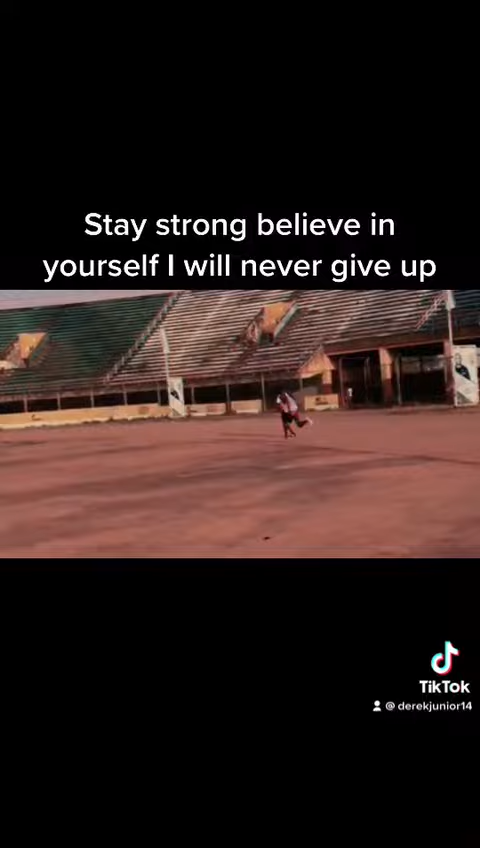 Stay strong believe in
yourself I will never give up
TikTok
@ derekjunior14